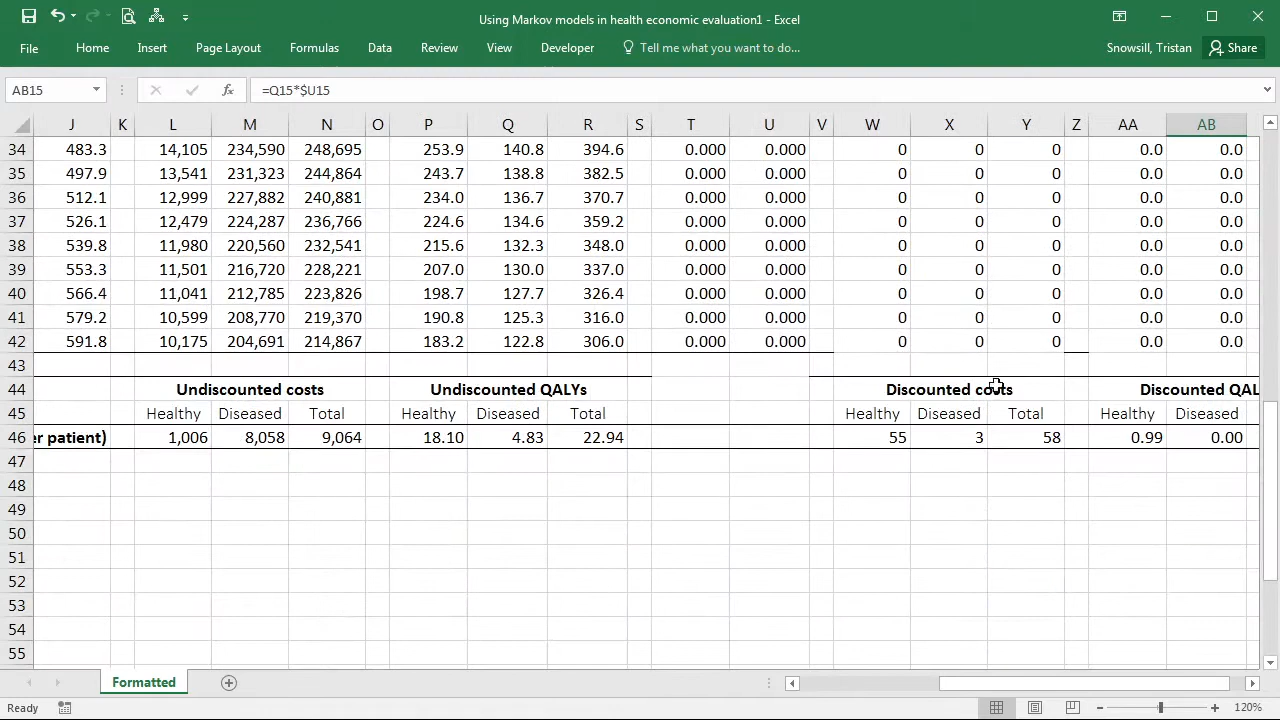 Using Markov models in health economic evaluation1 - Excel
File Home Insert Page Layout Formulas Data Review View Developer Tell me what you want to do... Snowsill, Tristan Share
AB15 fx =Q15*$U15
J K L M N O P Q R S T U V W X Y Z AA AB
34 483.3 14,105 234,590 248,695 253.9 140.8 394.6 0.000 0.000 0 0 0 0.0 0.0
35 497.9 13,541 231,323 244,864 243.7 138.8 382.5 0.000 0.000 0 0 0 0.0 0.0
36 512.1 12,999 227,882 240,881 234.0 136.7 370.7 0.000 0.000 0 0 0 0.0 0.0
37 526.1 12,479 224,287 236,766 224.6 134.6 359.2 0.000 0.000 0 0 0 0.0 0.0
38 539.8 11,980 220,560 232,541 215.6 132.3 348.0 0.000 0.000 0 0 0 0.0 0.0
39 553.3 11,501 216,720 228,221 207.0 130.0 337.0 0.000 0.000 0 0 0 0.0 0.0
40 566.4 11,041 212,785 223,826 198.7 127.7 326.4 0.000 0.000 0 0 0 0.0 0.0
41 579.2 10,599 208,770 219,370 190.8 125.3 316.0 0.000 0.000 0 0 0 0.0 0.0
42 591.8 10,175 204,691 214,867 183.2 122.8 306.0 0.000 0.000 0 0 0 0.0 0.0
43
44 Undiscounted costs Undiscounted QALYs Discounted costs Discounted QAL
45 Healthy Diseased Total Healthy Diseased Total Healthy Diseased Total Healthy Diseased
46 er patient) 1,006 8,058 9,064 18.10 4.83 22.94 55 3 58 0.99 0.00
47
48
49
50
51
52
53
54
55
Formatted
Ready 120%